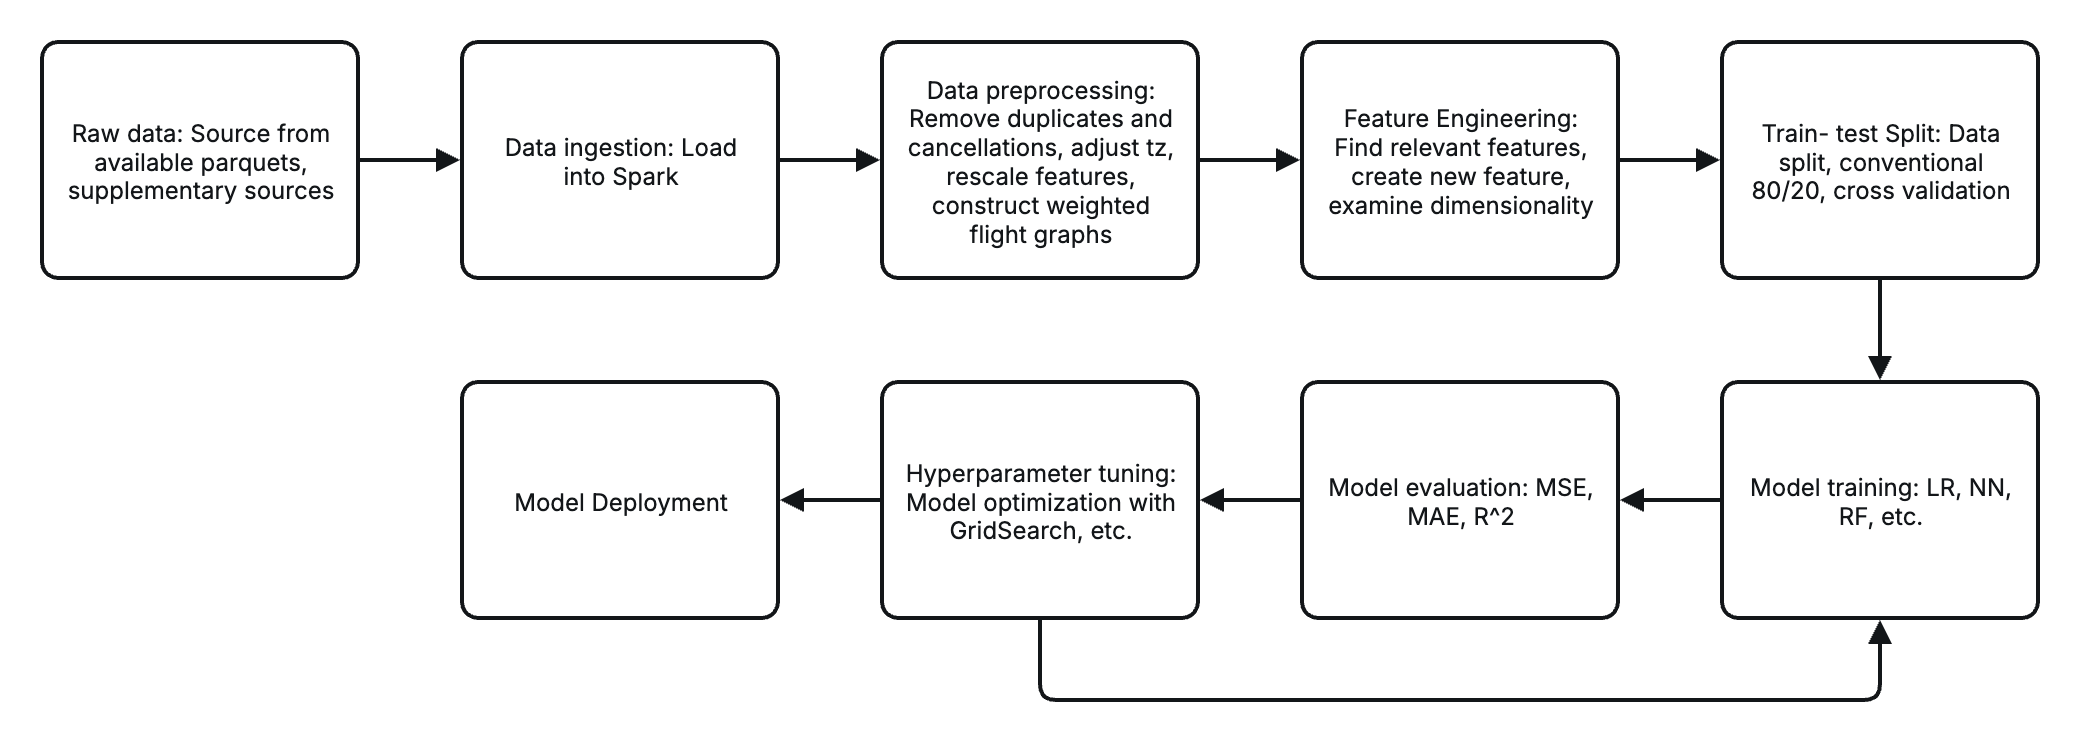 Raw data: Source from
available parquets,
supplementary sources
Data ingestion: Load
into Spark
Data preprocessing:
Remove duplicates and
cancellations, adjust tz,
rescale features,
construct weighted
flight graphs
Feature Engineering:
Find relevant features,
create new feature,
examine dimensionality
Train- test Split: Data
split, conventional
80/20, cross validation
Model training: LR, NN,
RF, etc.
Model evaluation: MSE,
MAE, R^2
Hyperparameter tuning:
Model optimization with
GridSearch, etc.
Model Deployment